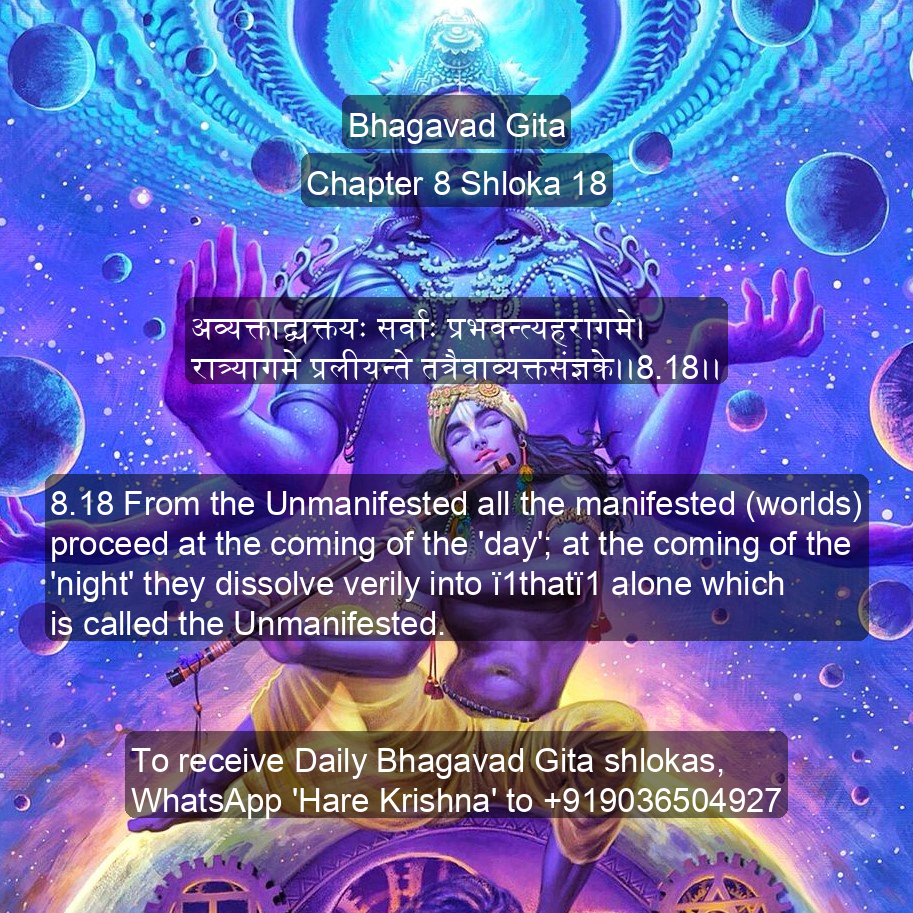 Bhagavad Gita
Chapter 8 Shloka 18
अव्यक्ताद्व्यक्तयः सर्वाः प्रभवन्त्यहरागमे।
रात्र्यागमे प्रलीयन्ते तत्रैवाव्यक्तसंज्ञके।।8.18।।
8.18 From the Unmanifested all the manifested (worlds)
proceed at the coming of the 'day'; at the coming of the
'night' they dissolve verily into ï1thatï1 alone which
is called the Unmanifested.
To receive Daily Bhagavad Gita shlokas,
WhatsApp 'Hare Krishna' to +919036504927